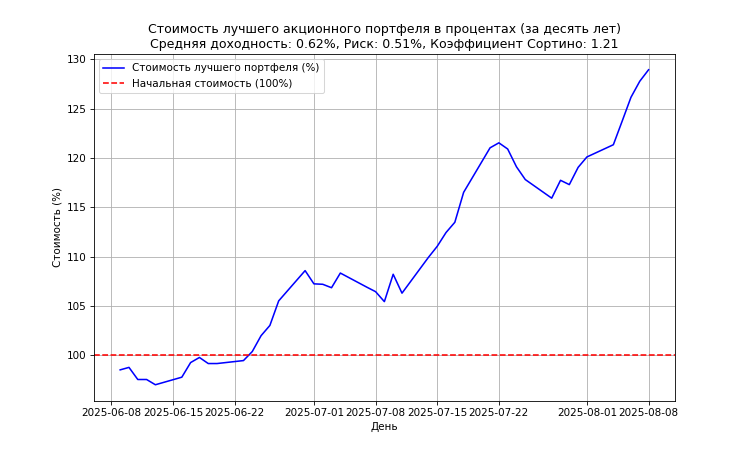 Стоимость лучшего акционного портфеля в процентах (за десять лет)
Средняя доходность: 0.62%, Риск: 0.51%, Коэффициент Сортино: 1.21
Стоимость лучшего портфеля (%)
Начальная стоимость (100%)
Стоимость (%)
130
125
120
115
110
105
100
2025-06-08 2025-06-15 2025-06-22 2025-07-01 2025-07-08 2025-07-15 2025-07-22 2025-08-01 2025-08-08
День